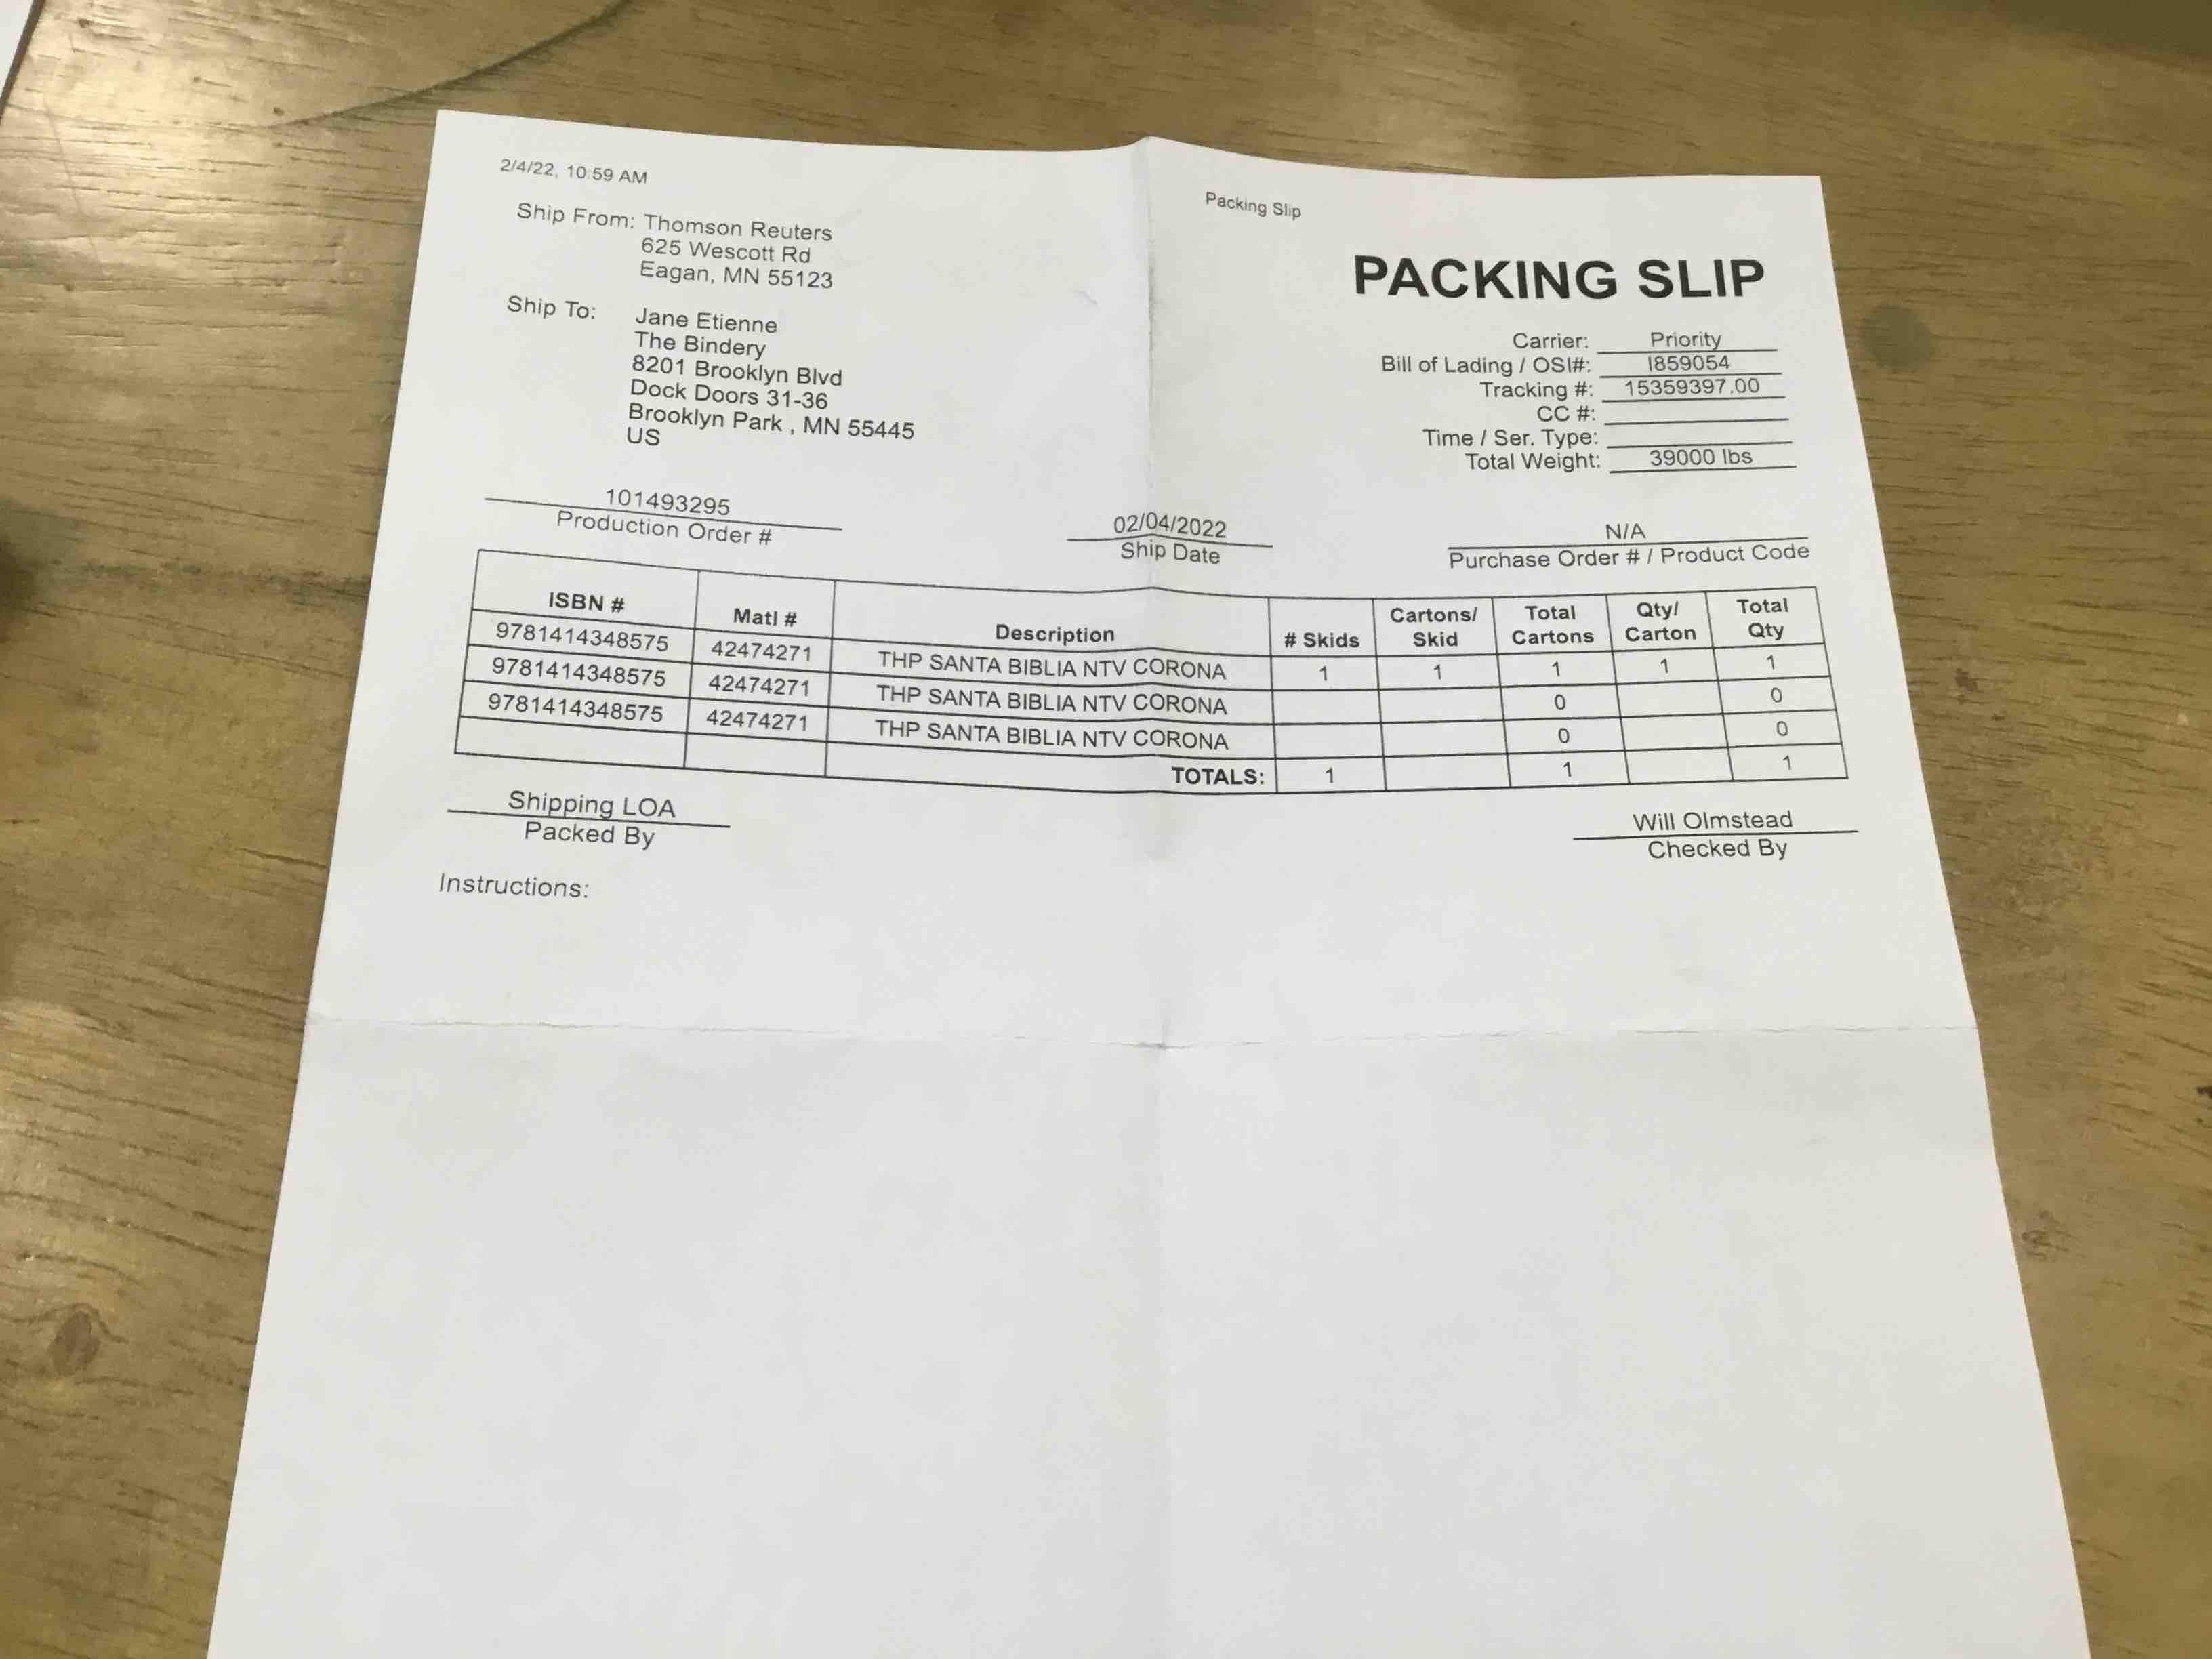 2/4/22, 10:59 AM
Packing Slip
Ship From: Thomson Reuters
625 Wescott Rd
Eagan, MN 55123
Ship To: Jane Etienne
The Bindery
8201 Brooklyn Blvd
Dock Doors 31-36
Brooklyn Park , MN 55445
US
PACKING SLIP
Carrier: Priority
Bill of Lading / OSI#: I859054
Tracking #: 15359397.00
CC #:
Time / Ser. Type:
Total Weight: 39000 lbs
101493295
Production Order #
02/04/2022
Ship Date
N/A
Purchase Order # / Product Code
ISBN # Matl # Description # Skids Cartons/ Skid Total Cartons Qty/ Carton Total Qty
9781414348575 42474271 THP SANTA BIBLIA NTV CORONA 1 1 1 1 1
9781414348575 42474271 THP SANTA BIBLIA NTV CORONA 0 0
9781414348575 42474271 THP SANTA BIBLIA NTV CORONA 0 0
TOTALS: 1 1 1
Shipping LOA
Packed By
Will Olmstead
Checked By
Instructions: